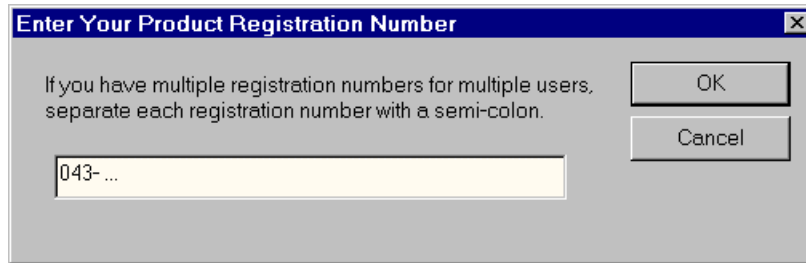 Enter Your Product Registration Number
If you have multiple registration numbers for multiple users,
separate each registration number with a semi-colon.
OK
Cancel
043- ...